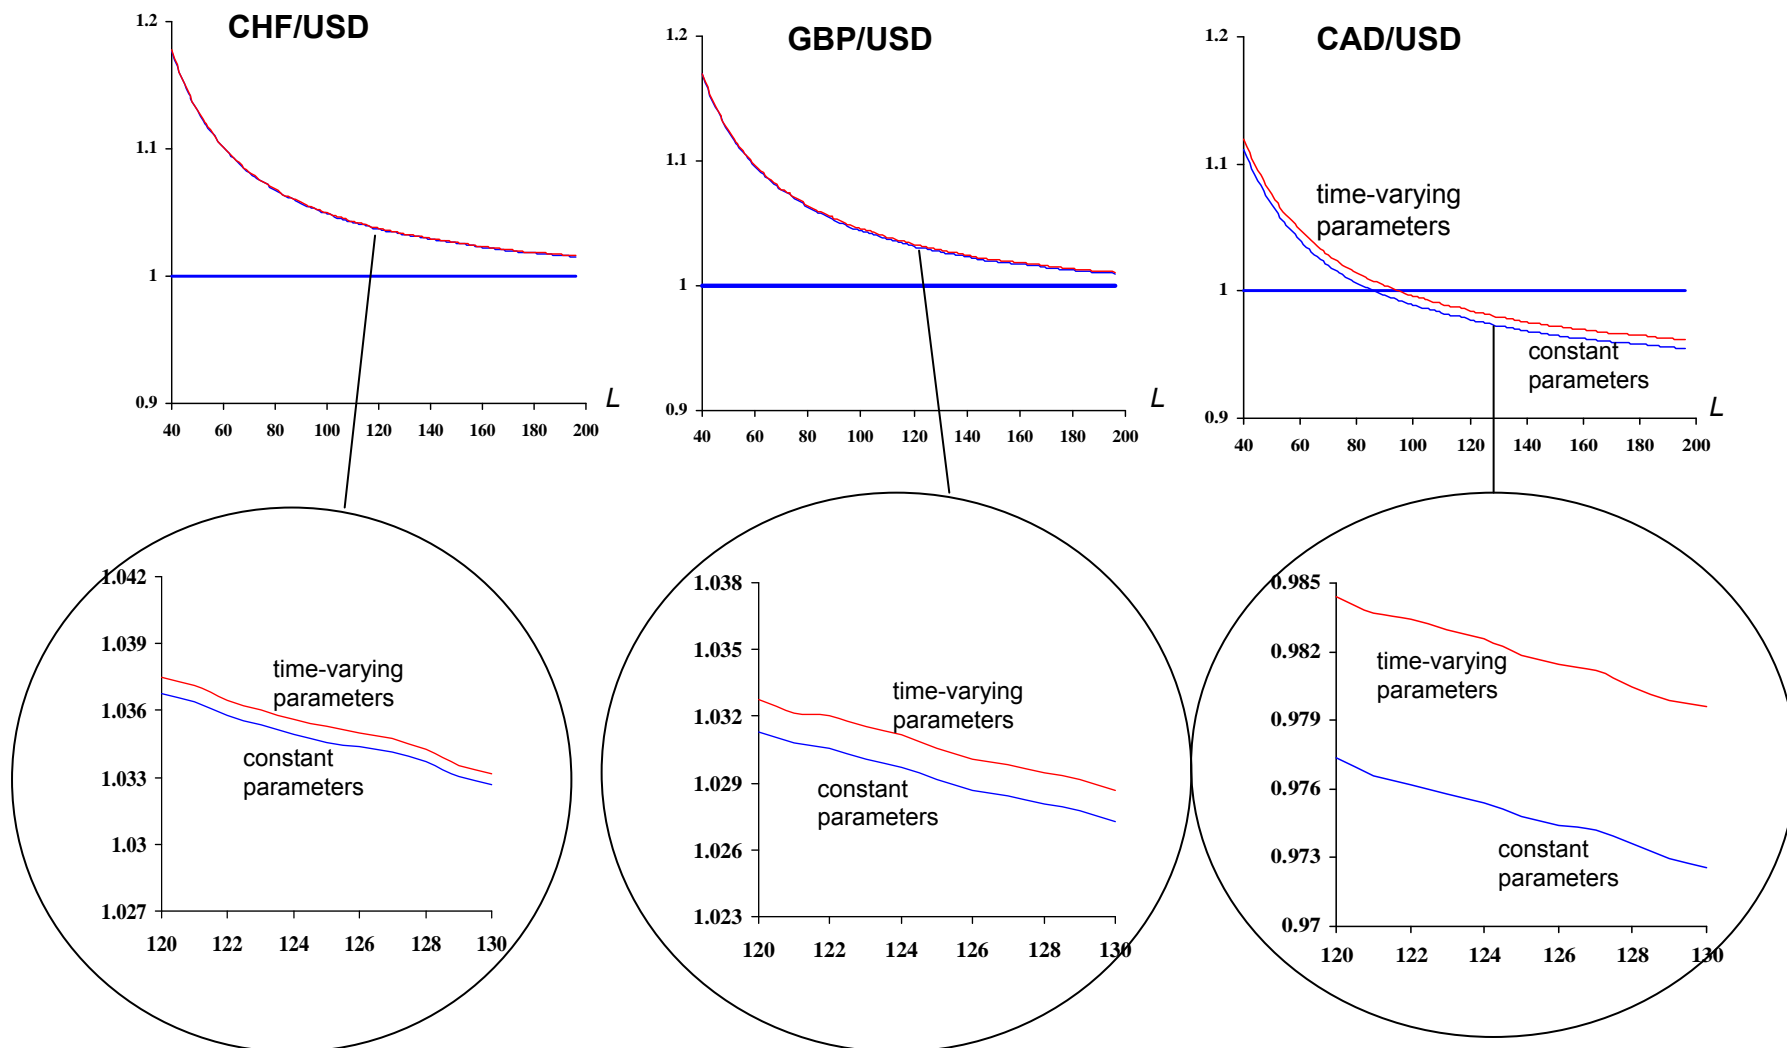 CHF/USD
1.2
1.1
1
0.9
40 60 80 100 120 140 160 180 200
L
GBP/USD
1.2
1.1
1
0.9
40 60 80 100 120 140 160 180 200
L
CAD/USD
1.2
1.1
1
0.9
time-varying
parameters
constant
parameters
40 60 80 100 120 140 160 180 200
L
1.042
1.039
1.036
1.033
1.03
1.027
time-varying
parameters
constant
parameters
120 122 124 126 128 130
1.038
1.035
1.032
1.029
1.026
1.023
time-varying
parameters
constant
parameters
120 122 124 126 128 130
0.985
0.982
0.979
0.976
0.973
0.97
time-varying
parameters
constant
parameters
120 122 124 126 128 130